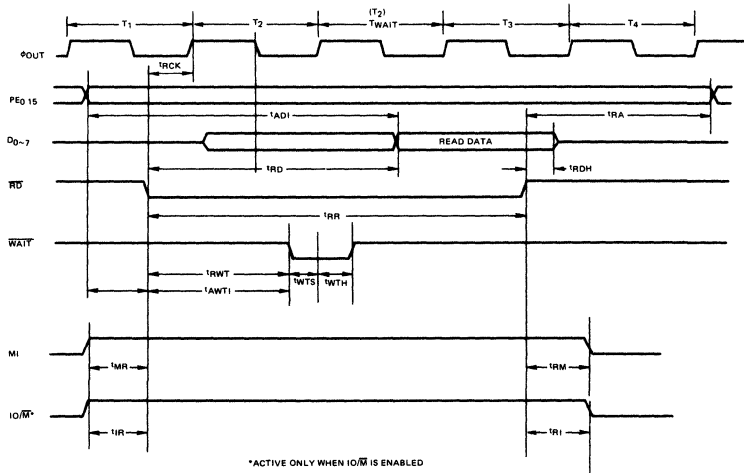 (T2)
T1 T2 TWAIT T3 T4
ϕOUT
tRCK
PE0 15
tADI tRA
D0~7
READ DATA
tRD tRDH
RD
tRR
WAIT
tRWT tWTS tWTH
tAWTI
MI
tMR tRM
IO/M*
tIR tRI
*ACTIVE ONLY WHEN IO/M IS ENABLED